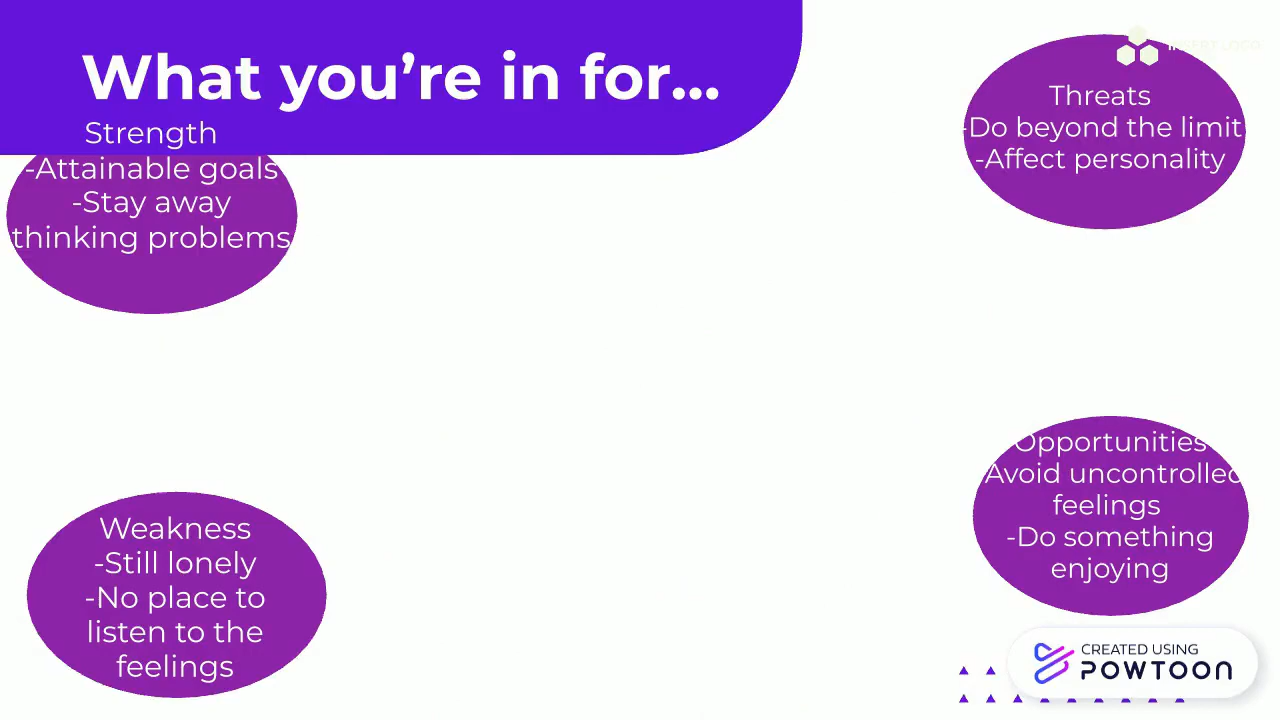 What you’re in for...
Strength
-Attainable goals
-Stay away
thinking problems
Threats
-Do beyond the limit
-Affect personality
Weakness
-Still lonely
-No place to
listen to the
feelings
Opportunities
Avoid uncontrolled
feelings
-Do something
enjoying
INSERT LOGO
CREATED USING
POWTOON